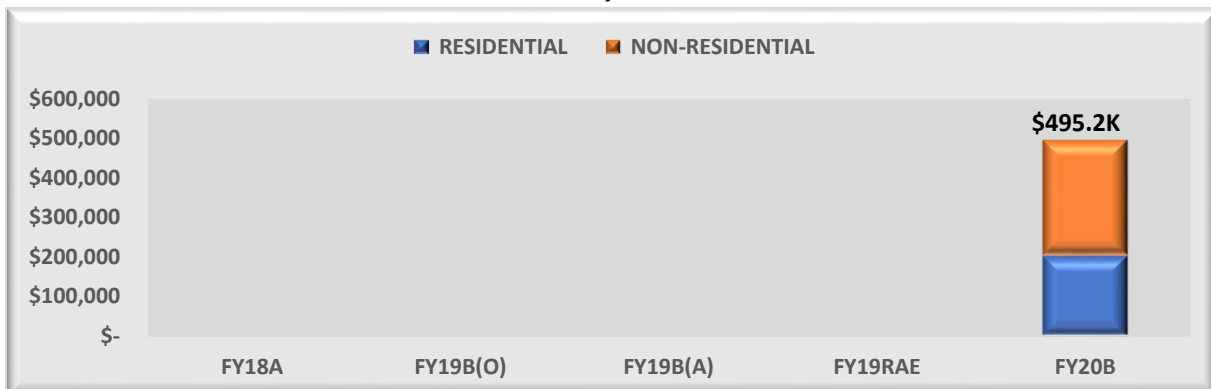 RESIDENTIAL NON-RESIDENTIAL
$600,000
$500,000
$400,000
$300,000
$200,000
$100,000
$-
$495.2K
FY18A FY19B(O) FY19B(A) FY19RAE FY20B